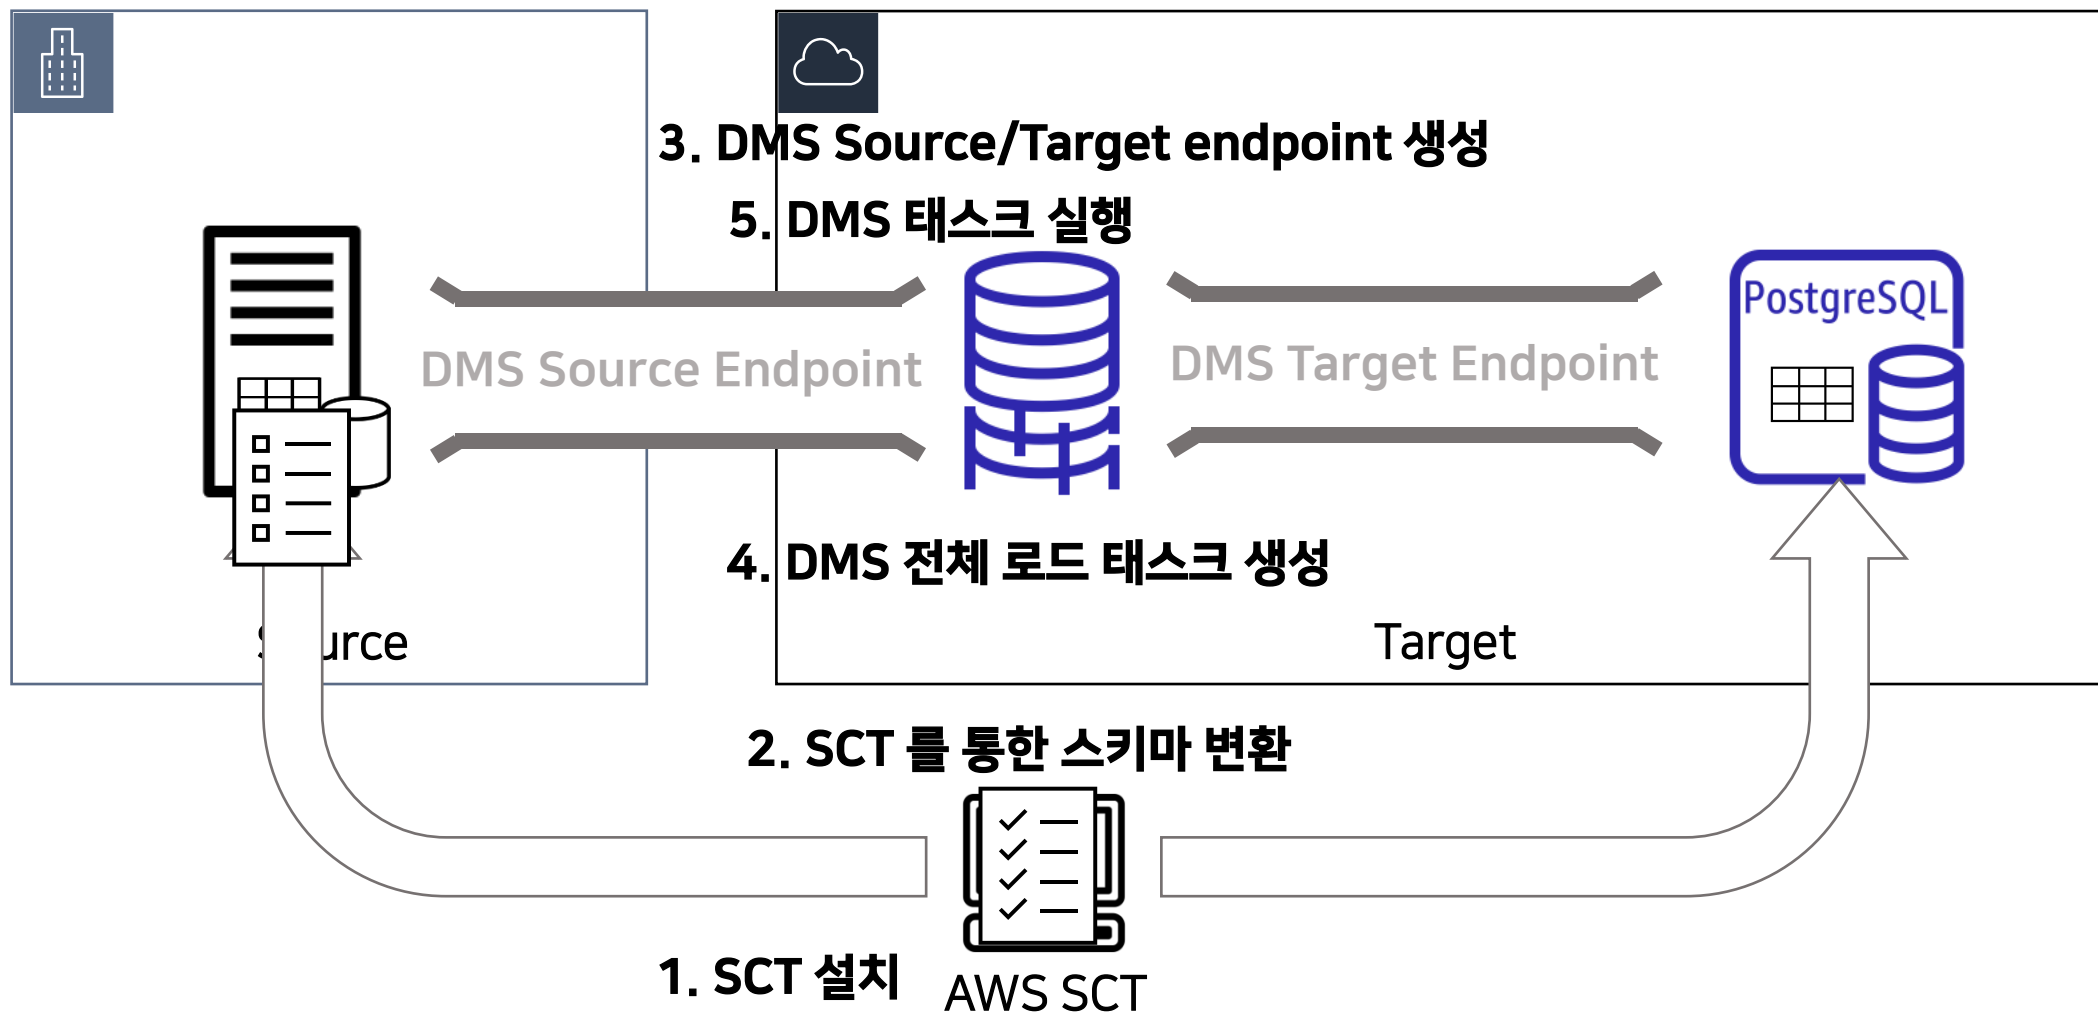 3. DMS Source/Target endpoint 생성
5. DMS 태스크 실행
DMS Source Endpoint
DMS Target Endpoint
PostgreSQL
4. DMS 전체 로드 태스크 생성
Target
2. SCT 를 통한 스키마 변환
1. SCT 설치
AWS SCT